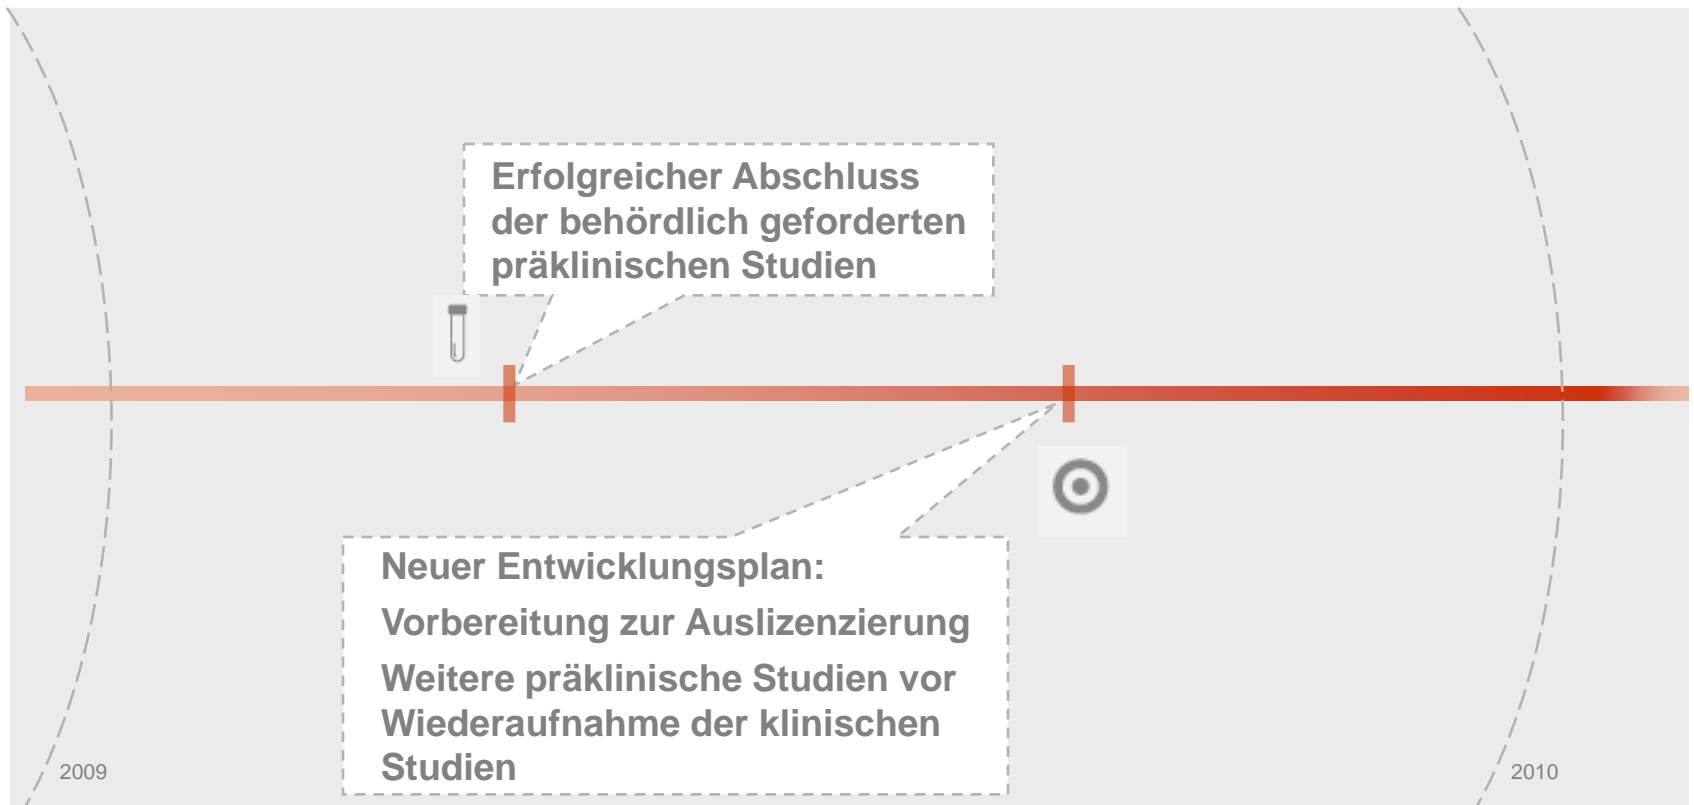 Erfolgreicher Abschluss
der behördlich geforderten
präklinischen Studien
Neuer Entwicklungsplan:
Vorbereitung zur Auslizenzierung
Weitere präklinische Studien vor
Wiederaufnahme der klinischen
Studien
2009
2010